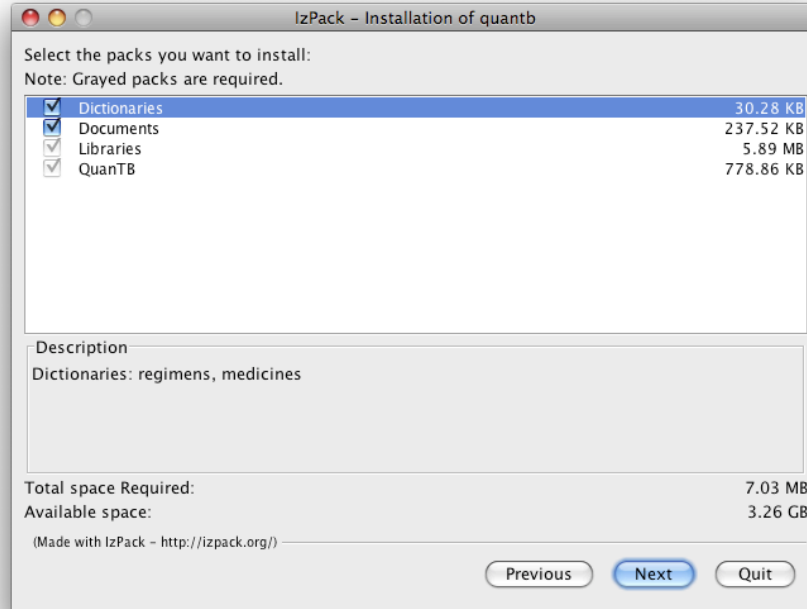 IzPack – Installation of quantb
Select the packs you want to install:
Note: Grayed packs are required.
Dictionaries 30.28 KB
Documents 237.52 KB
Libraries 5.89 MB
QuanTB 778.86 KB
Description
Dictionaries: regimens, medicines
Total space Required: 7.03 MB
Available space: 3.26 GB
(Made with IzPack – http://izpack.org/)
Previous Next Quit